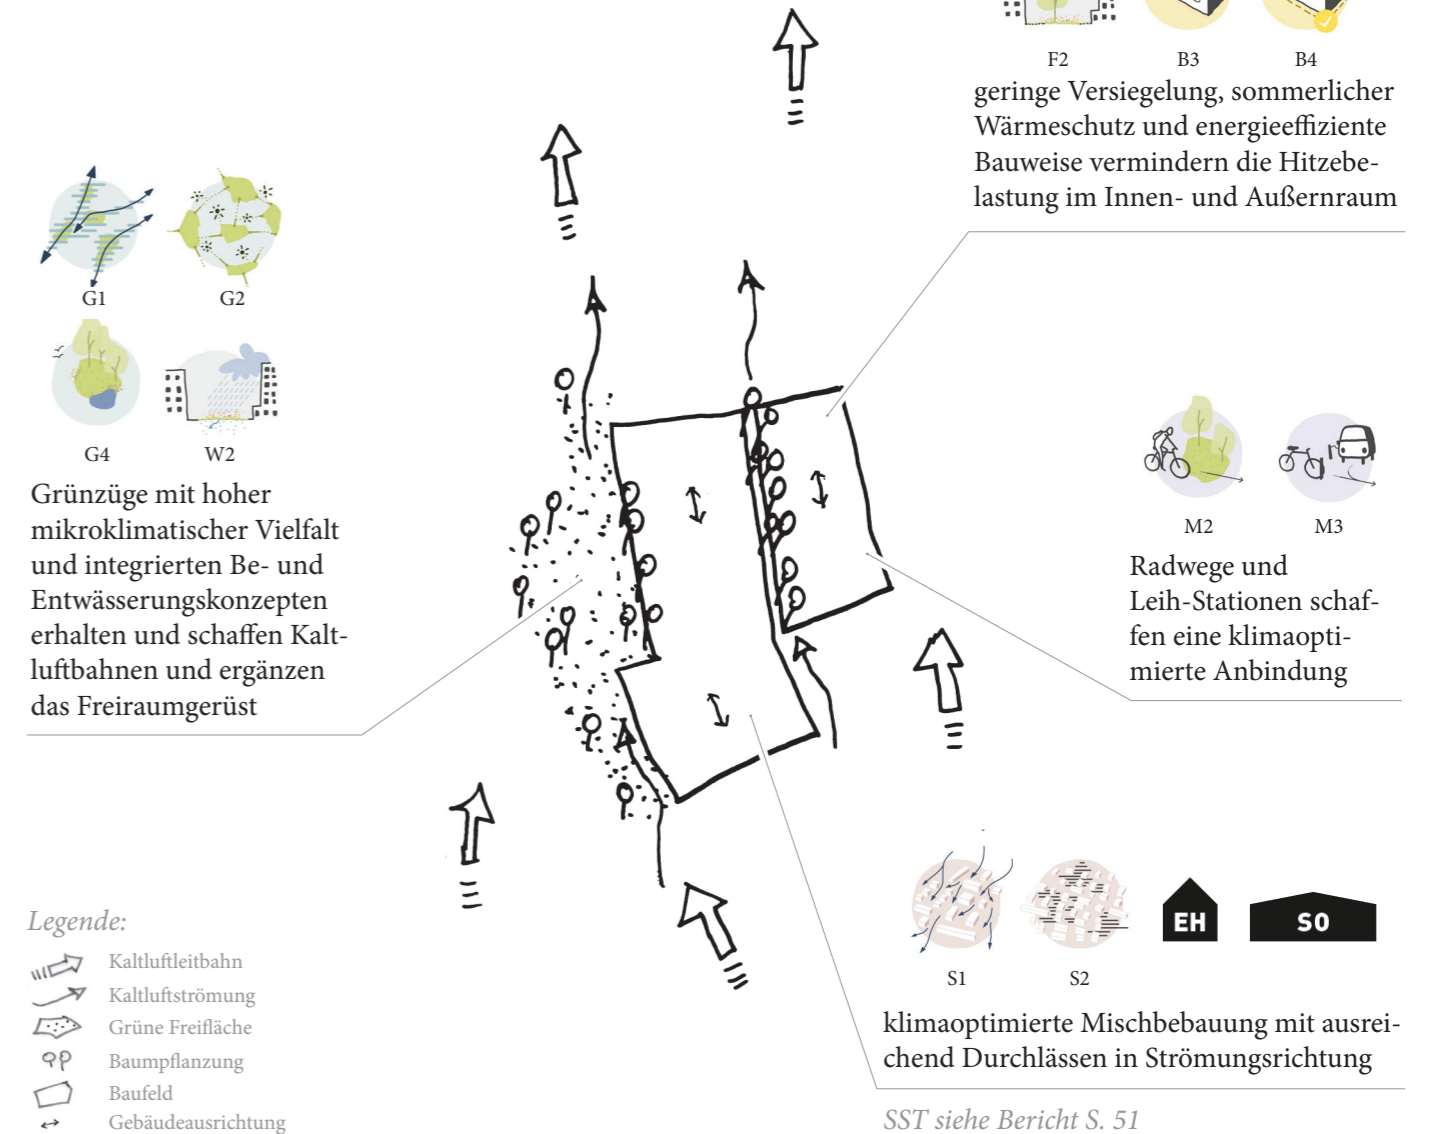 F2 B3 B4
geringe Versiegelung, sommerlicher
Wärmeschutz und energieeffiziente
Bauweise vermindern die Hitzebe-
lastung im Innen- und Außernraum
G1 G2
G4 W2
Grünzüge mit hoher
mikroklimatischer Vielfalt
und integrierten Be- und
Entwässerungskonzepten
erhalten und schaffen Kalt-
luftbahnen und ergänzen
das Freiraumgerüst
M2 M3
Radwege und
Leih-Stationen schaf-
fen eine klimaopti-
mierte Anbindung
EH SO
S1 S2
klimaoptimierte Mischbebauung mit ausrei-
chend Durchlässen in Strömungsrichtung
SST siehe Bericht S. 51
Legende:
Kaltluftleitbahn
Kaltluftströmung
Grüne Freifläche
Baumpflanzung
Baufeld
Gebäudeausrichtung